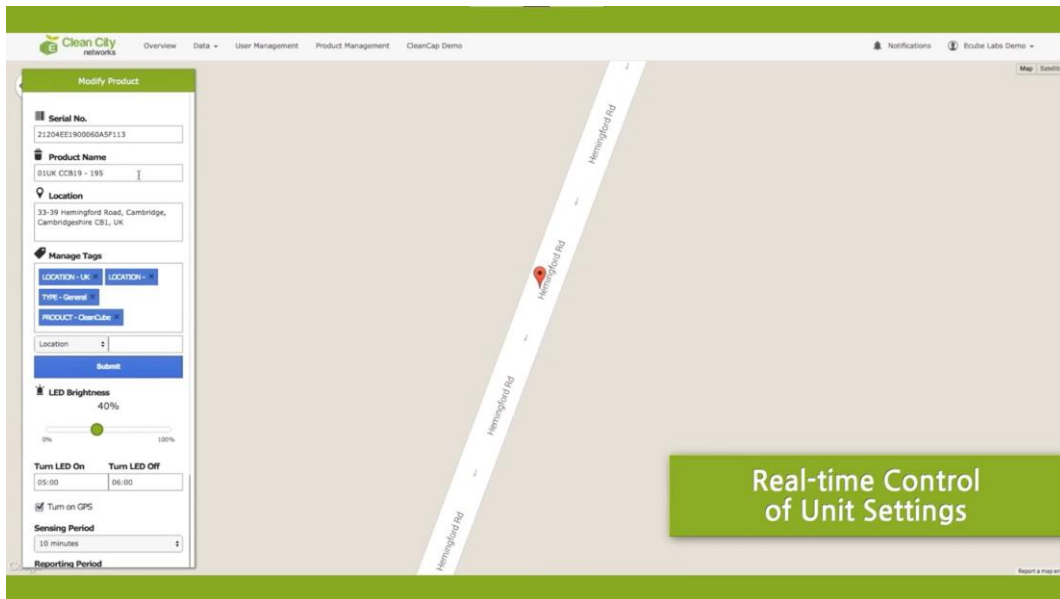 Clean City
networks
Overview
Data
User Management
Product Management
CleanCap Demo
Notifications
Ecube Labs Demo
Modify Product
Serial No.
21204EE1900060A5F113
Product Name
01UK CCB19 - 195
Location
33-39 Hemingford Road, Cambridge,
Cambridgeshire CB1, UK
Manage Tags
LOCATION - UK ×
LOCATION - ×
TYPE - General ×
PRODUCT - CleanCube ×
Location
Submit
LED Brightness
40%
0%
100%
Turn LED On
Turn LED Off
05:00
06:00
Turn on GPS
Sensing Period
10 minutes
Reporting Period
Map
Hemingford Rd
Hemingford Rd
Hemingford Rd
Hemingford Rd
Real-time Control
of Unit Settings
Report a map